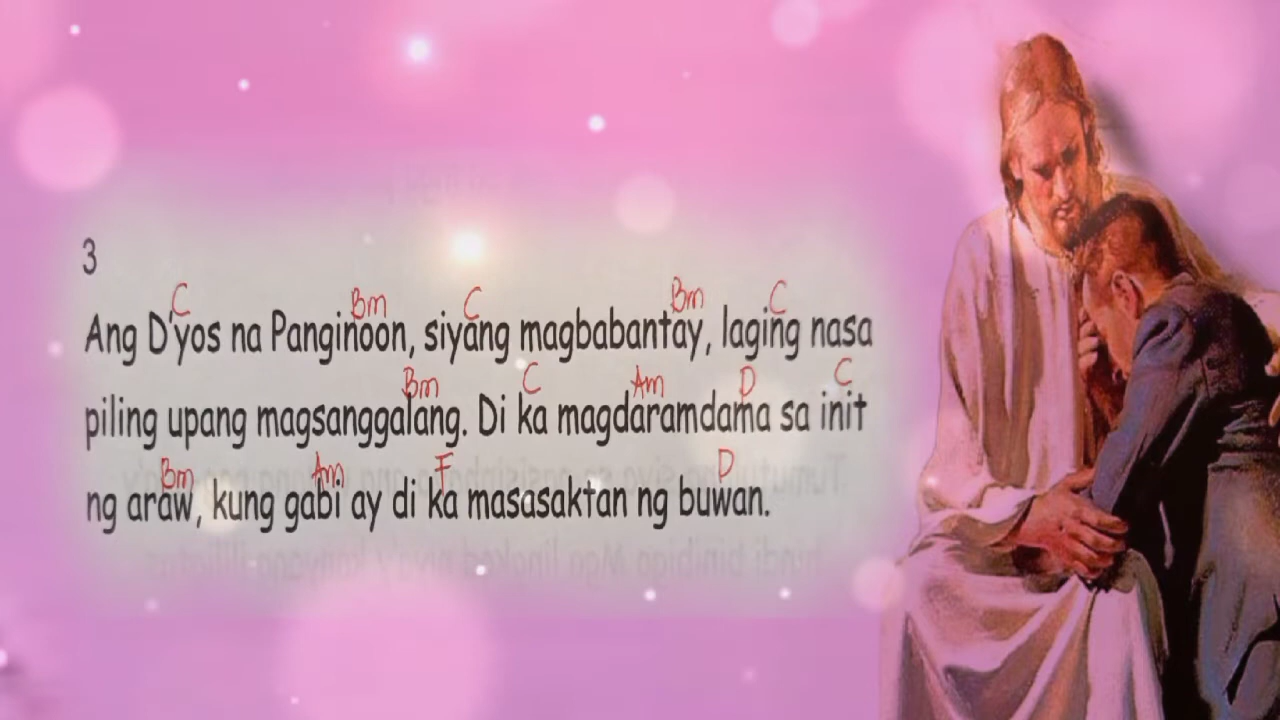 3
C Bm C Bm C
Ang D'yos na Panginoon, siyang magbabantay, laging nasa
Bm C Am D C
piling upang magsanggalang. Di ka magdaramdama sa init
Bm Am F D
ng araw, kung gabi ay di ka masasaktan ng buwan.